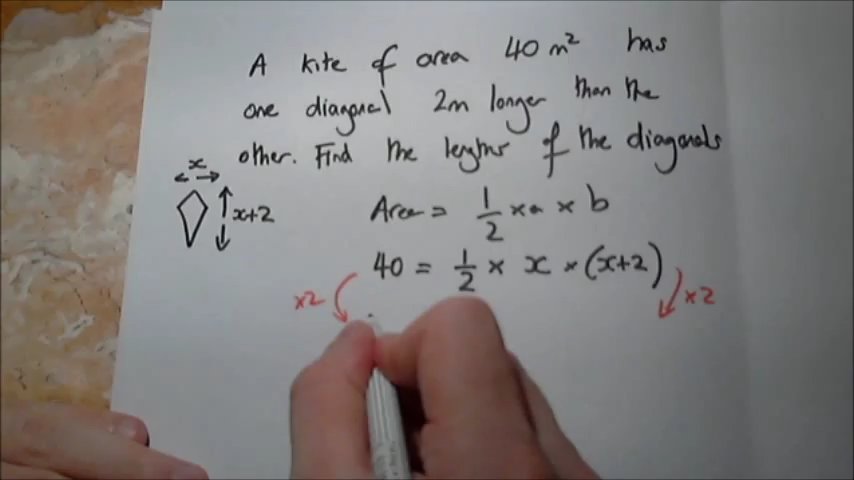 A kite of area 40 m² has
one diagonal 2m longer than the
other. Find the lengths of the diagonals
x
x+2
Area = 1/2 × a × b
40 = 1/2 × x × (x+2)
×2
×2